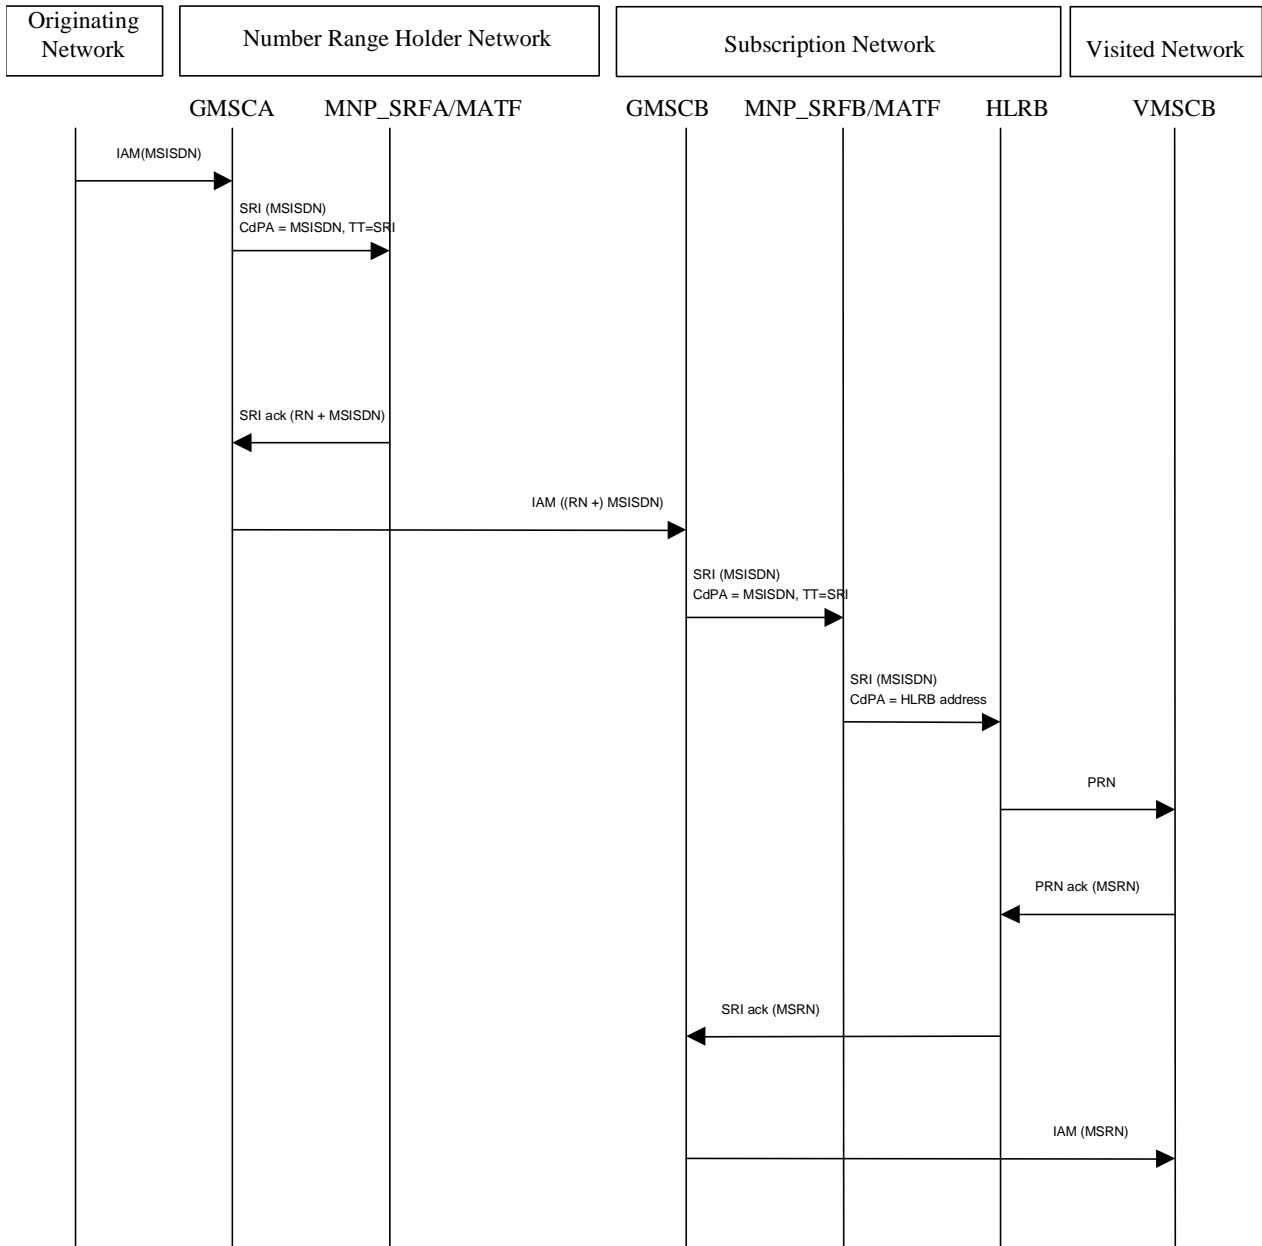 Originating
Network
Number Range Holder Network
Subscription Network
Visited Network
GMSCA
MNP_SRFA/MATF
GMSCB
MNP_SRFB/MATF
HLRB
VMSCB
IAM(MSISDN)
SRI (MSISDN)
CdPA = MSISDN, TT=SRI
SRI ack (RN + MSISDN)
IAM ((RN +) MSISDN)
SRI (MSISDN)
CdPA = MSISDN, TT=SRI
SRI (MSISDN)
CdPA = HLRB address
PRN
PRN ack (MSRN)
SRI ack (MSRN)
IAM (MSRN)